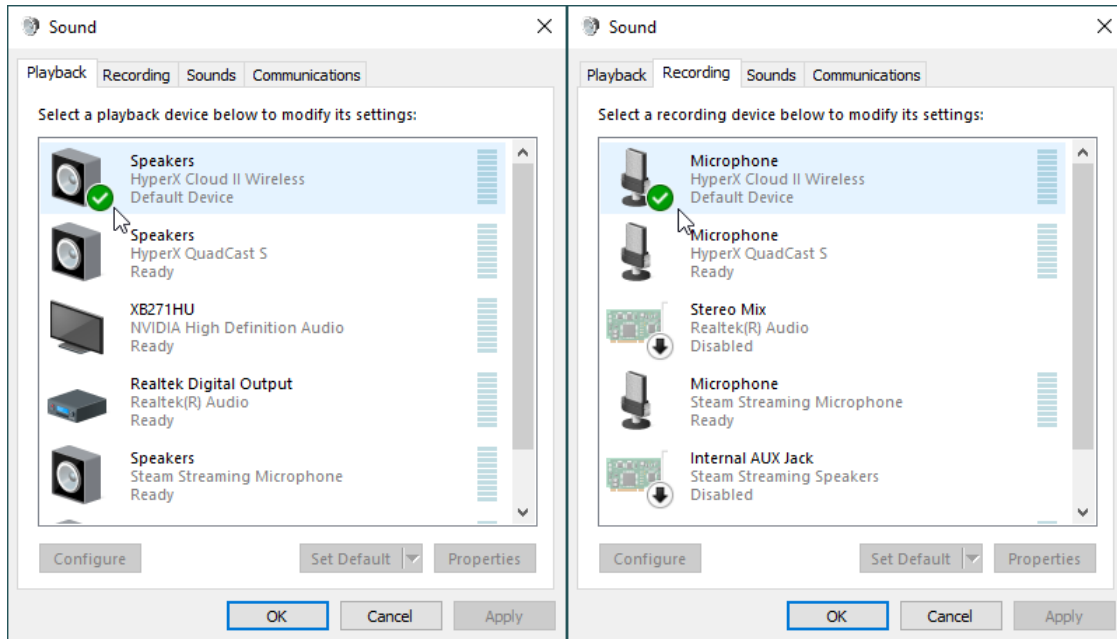 Sound
Playback Recording Sounds Communications
Select a playback device below to modify its settings:
Speakers
HyperX Cloud II Wireless
Default Device
Speakers
HyperX QuadCast S
Ready
XB271HU
NVIDIA High Definition Audio
Ready
Realtek Digital Output
Realtek(R) Audio
Ready
Speakers
Steam Streaming Microphone
Ready
Configure Set Default Properties
OK Cancel Apply
Sound
Playback Recording Sounds Communications
Select a recording device below to modify its settings:
Microphone
HyperX Cloud II Wireless
Default Device
Microphone
HyperX QuadCast S
Ready
Stereo Mix
Realtek(R) Audio
Disabled
Microphone
Steam Streaming Microphone
Ready
Internal AUX Jack
Steam Streaming Speakers
Disabled
Configure Set Default Properties
OK Cancel Apply